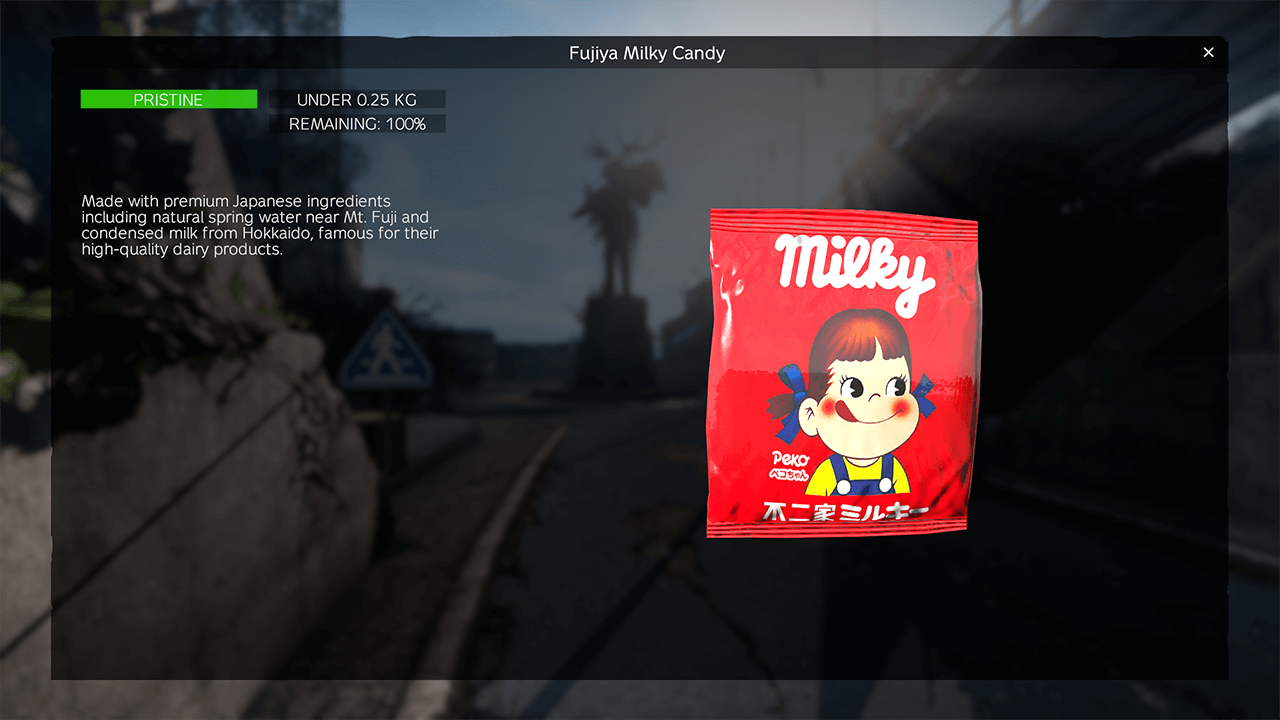 Fujiya Milky Candy
×
PRISTINE
UNDER 0.25 KG
REMAINING: 100%
Made with premium Japanese ingredients
including natural spring water near Mt. Fuji and
condensed milk from Hokkaido, famous for their
high-quality dairy products.
Milky
Peko
ペコちゃん
不二家ミルキー